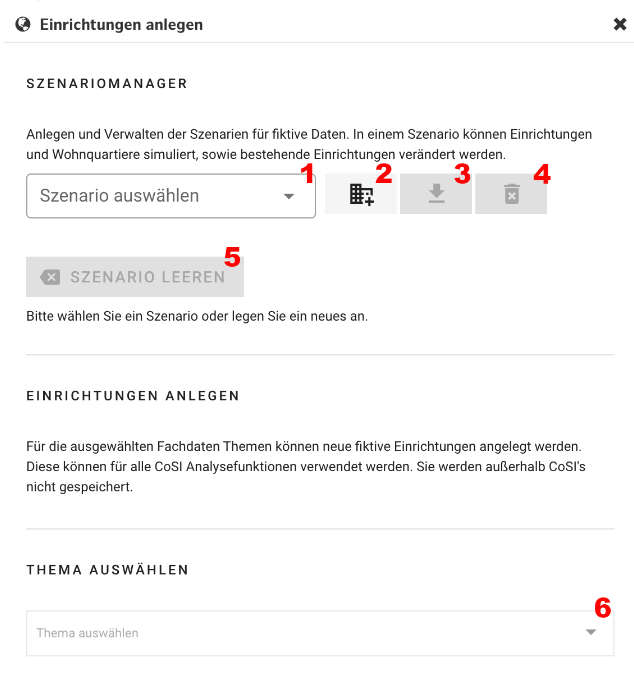 Einrichtungen anlegen
SZENARIOMANAGER
Anlegen und Verwalten der Szenarien für fiktive Daten. In einem Szenario können Einrichtungen
und Wohnquartiere simuliert, sowie bestehende Einrichtungen verändert werden.
Szenario auswählen 1 2 3 4
SZENARIO LEEREN 5
Bitte wählen Sie ein Szenario oder legen Sie ein neues an.
EINRICHTUNGEN ANLEGEN
Für die ausgewählten Fachdaten Themen können neue fiktive Einrichtungen angelegt werden.
Diese können für alle CoSI Analysefunktionen verwendet werden. Sie werden außerhalb CoSI's
nicht gespeichert.
THEMA AUSWÄHLEN
Thema auswählen 6